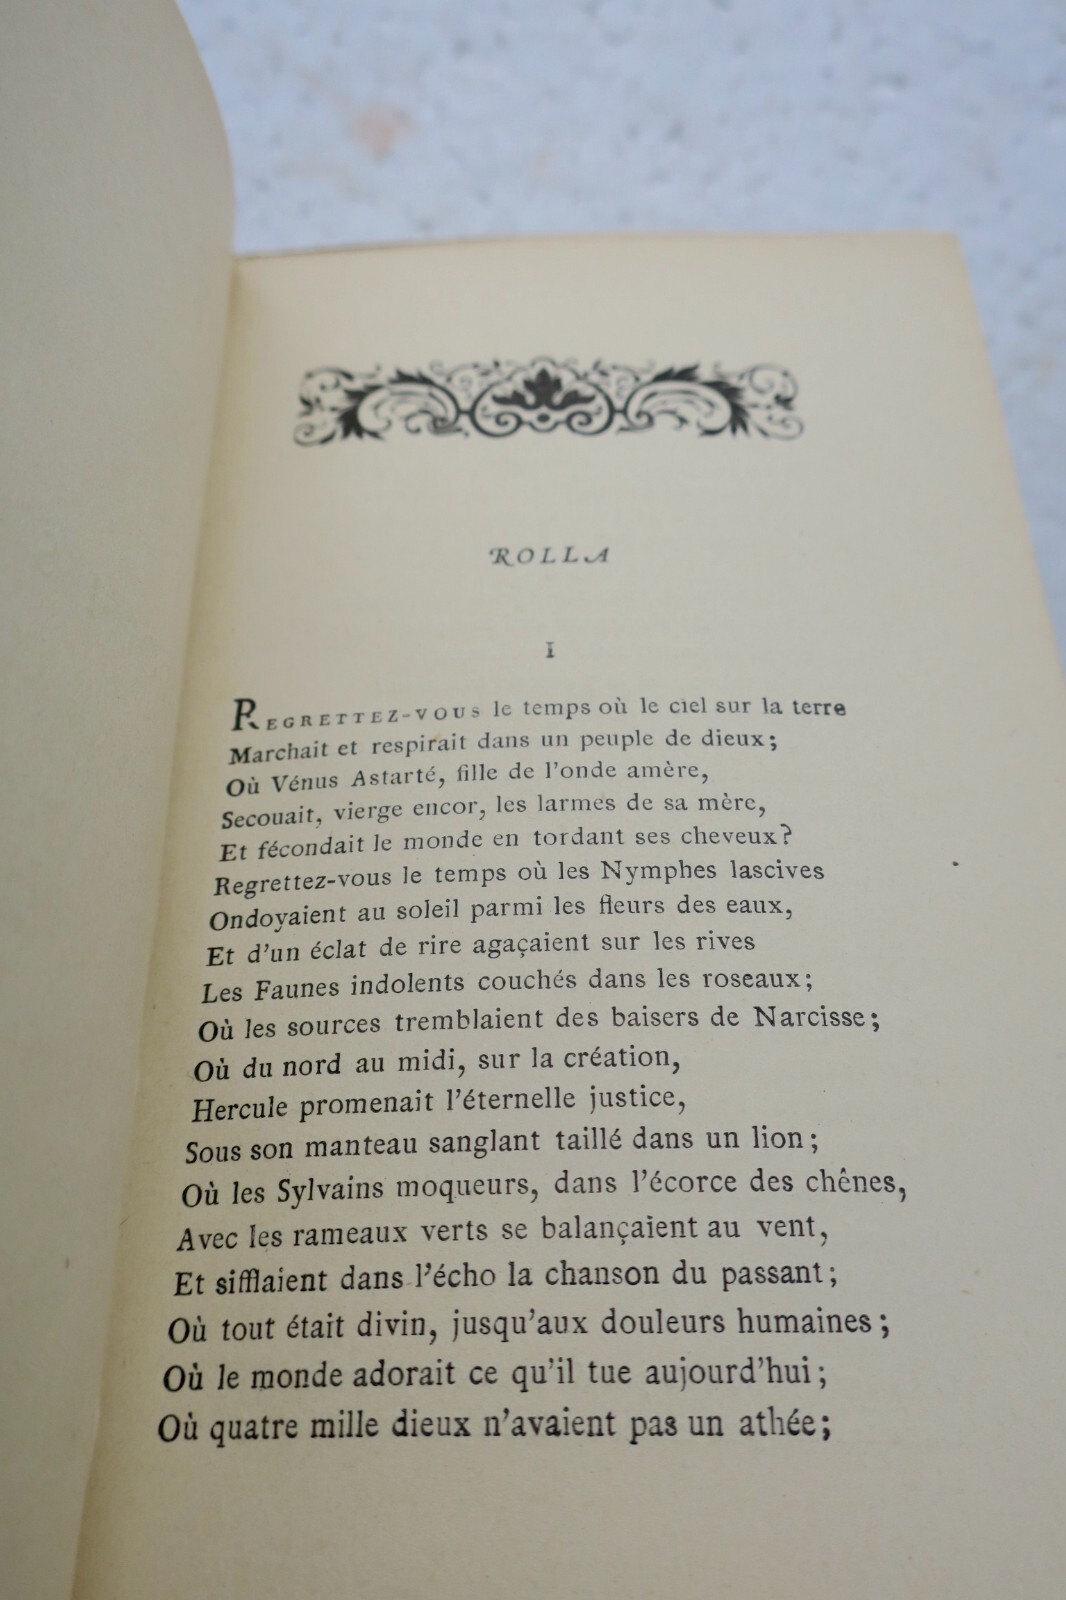 ROLLA
I
REGRETTEZ-VOUS le temps où le ciel sur la terre
Marchait et respirait dans un peuple de dieux;
Où Vénus Astarté, fille de l'onde amère,
Secouait, vierge encor, les larmes de sa mère,
Et fécondait le monde en tordant ses cheveux?
Regrettez-vous le temps où les Nymphes lascives
Ondoyaient au soleil parmi les fleurs des eaux,
Et d'un éclat de rire agaçaient sur les rives
Les Faunes indolents couchés dans les roseaux;
Où les sources tremblaient des baisers de Narcisse;
Où du nord au midi, sur la création,
Hercule promenait l'éternelle justice,
Sous son manteau sanglant taillé dans un lion;
Où les Sylvains moqueurs, dans l'écorce des chênes,
Avec les rameaux verts se balançaient au vent,
Et sifflaient dans l'écho la chanson du passant;
Où tout était divin, jusqu'aux douleurs humaines;
Où le monde adorait ce qu'il tue aujourd'hui;
Où quatre mille dieux n'avaient pas un athée;